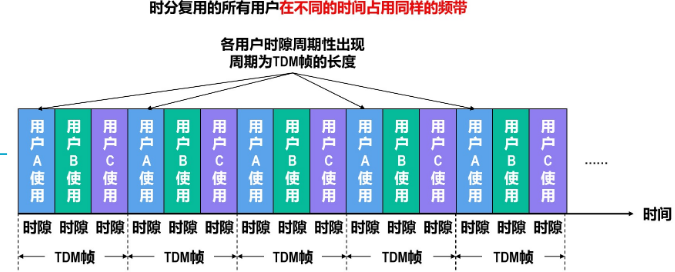 时分复用的所有用户在不同的时间占用同样的频带
各用户时隙周期性出现
周期为TDM帧的长度
用户A使用 用户B使用 用户C使用 用户A使用 用户B使用 用户C使用 用户A使用 用户B使用 用户C使用 用户A使用 用户B使用 用户C使用 用户A使用 用户B使用 用户C使用 ……
时间
时隙 时隙 时隙 时隙 时隙 时隙 时隙 时隙 时隙 时隙 时隙 时隙 时隙 时隙 时隙
TDM帧 TDM帧 TDM帧 TDM帧 TDM帧